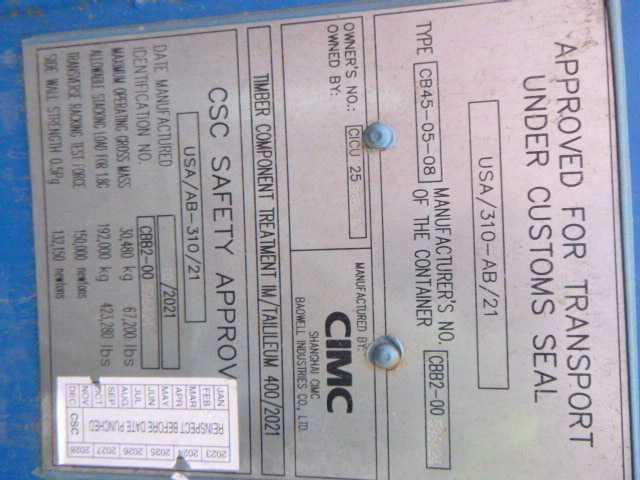 APPROVED FOR TRANSPORT
UNDER CUSTOMS SEAL
USA/310-AB/21
TYPE CB45-05-08 MANUFACTURER'S NO.
OF THE CONTAINER CBB2-00
OWNER'S NO.: CICU 25
OWNED BY:
MANUFACTURED BY:
CIMC
SHANGHAI CIMC
BAOWELL INDUSTRIES CO., LTD.
TIMBER COMPONENT TREATMENT IM/TAILILEUM 400/2021
CSC SAFETY APPROV
USA/AB-310/21
DATE MANUFACTURED /2021
IDENTIFICATION NO. CBB2-00
MAXIMUM OPERATING GROSS MASS 30,480 kg 67,200 lbs
ALLOWABLE STACKING LOAD FOR 1.8G 192,000 kg 423,280 lbs
TRANSVERSE RACKING TEST FORCE 150,000 newtons
SIDE WALL STRENGTH 0.5Pg 132,150 newtons
JAN FEB MAR APR MAY JUN JUL AUG SEP OCT NOV DEC
REINSPECT BEFORE DATE PUNCHED
CSC
2023 2024 2025 2026 2027 2028